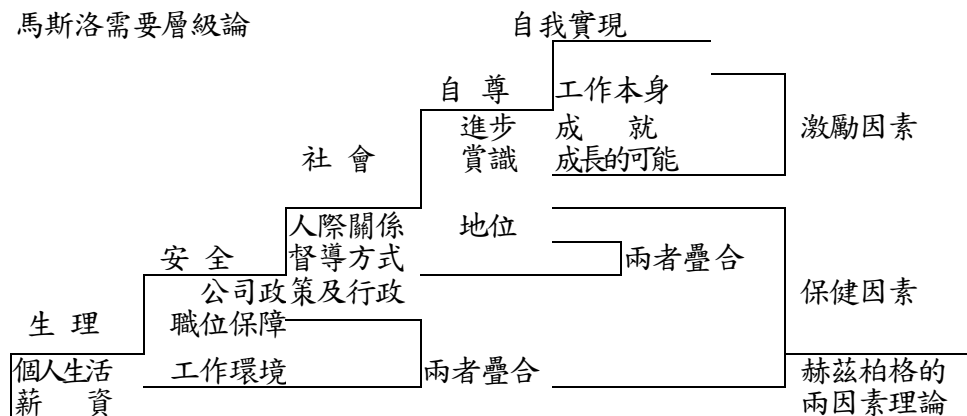 馬斯洛需要層級論 自我實現
自 尊 工作本身
進步 成 就 激勵因素
社 會 賞識 成長的可能
人際關係 地位
安 全 督導方式 兩者疊合
公司政策及行政 保健因素
生 理 職位保障
個人生活 工作環境 兩者疊合 赫茲柏格的
薪 資 兩因素理論